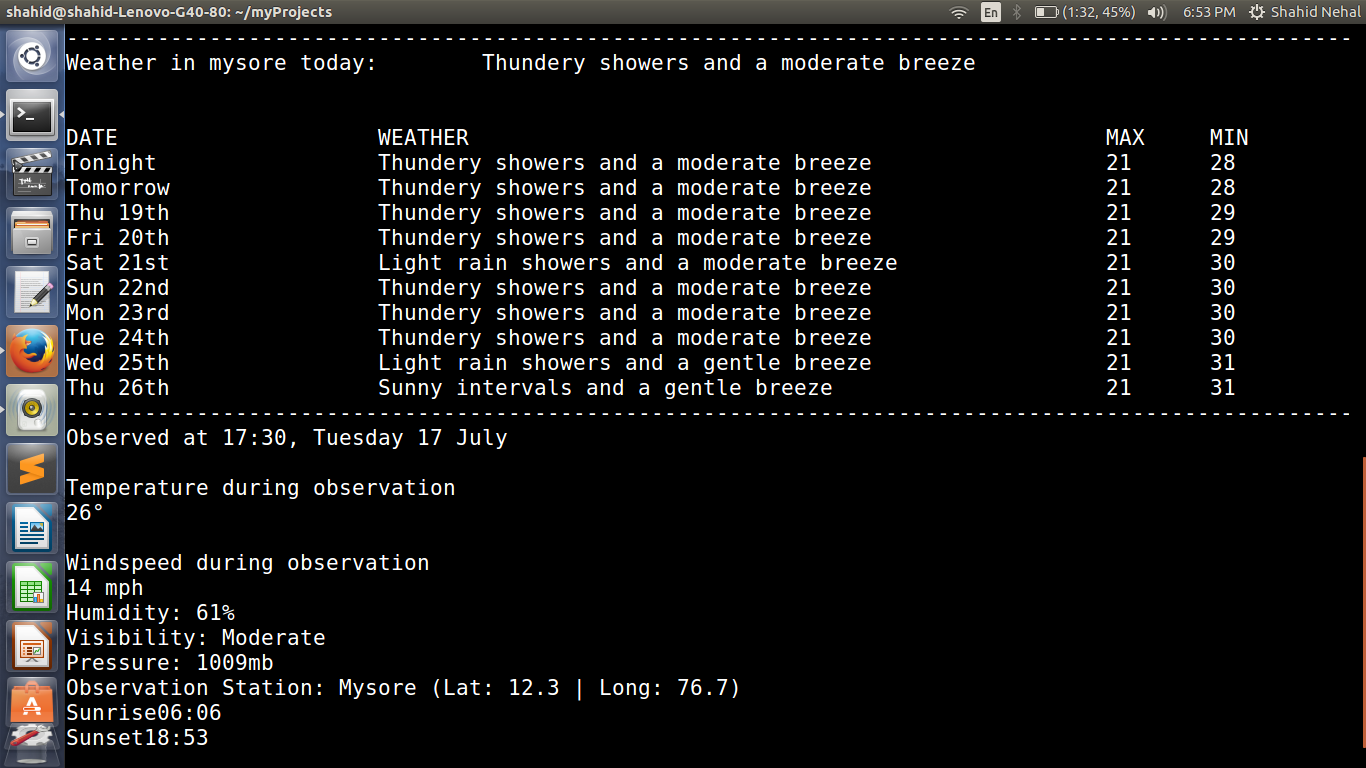 shahid@shahid-Lenovo-G40-80: ~/myProjects En (1:32, 45%) 6:53 PM Shahid Nehal
---------------------------------------------------------------------------------------------------
Weather in mysore today: Thundery showers and a moderate breeze
DATE WEATHER MAX MIN
Tonight Thundery showers and a moderate breeze 21 28
Tomorrow Thundery showers and a moderate breeze 21 28
Thu 19th Thundery showers and a moderate breeze 21 29
Fri 20th Thundery showers and a moderate breeze 21 29
Sat 21st Light rain showers and a moderate breeze 21 30
Sun 22nd Thundery showers and a moderate breeze 21 30
Mon 23rd Thundery showers and a moderate breeze 21 30
Tue 24th Thundery showers and a moderate breeze 21 30
Wed 25th Light rain showers and a gentle breeze 21 31
Thu 26th Sunny intervals and a gentle breeze 21 31
---------------------------------------------------------------------------------------------------
Observed at 17:30, Tuesday 17 July
Temperature during observation
26°
Windspeed during observation
14 mph
Humidity: 61%
Visibility: Moderate
Pressure: 1009mb
Observation Station: Mysore (Lat: 12.3 | Long: 76.7)
Sunrise06:06
Sunset18:53